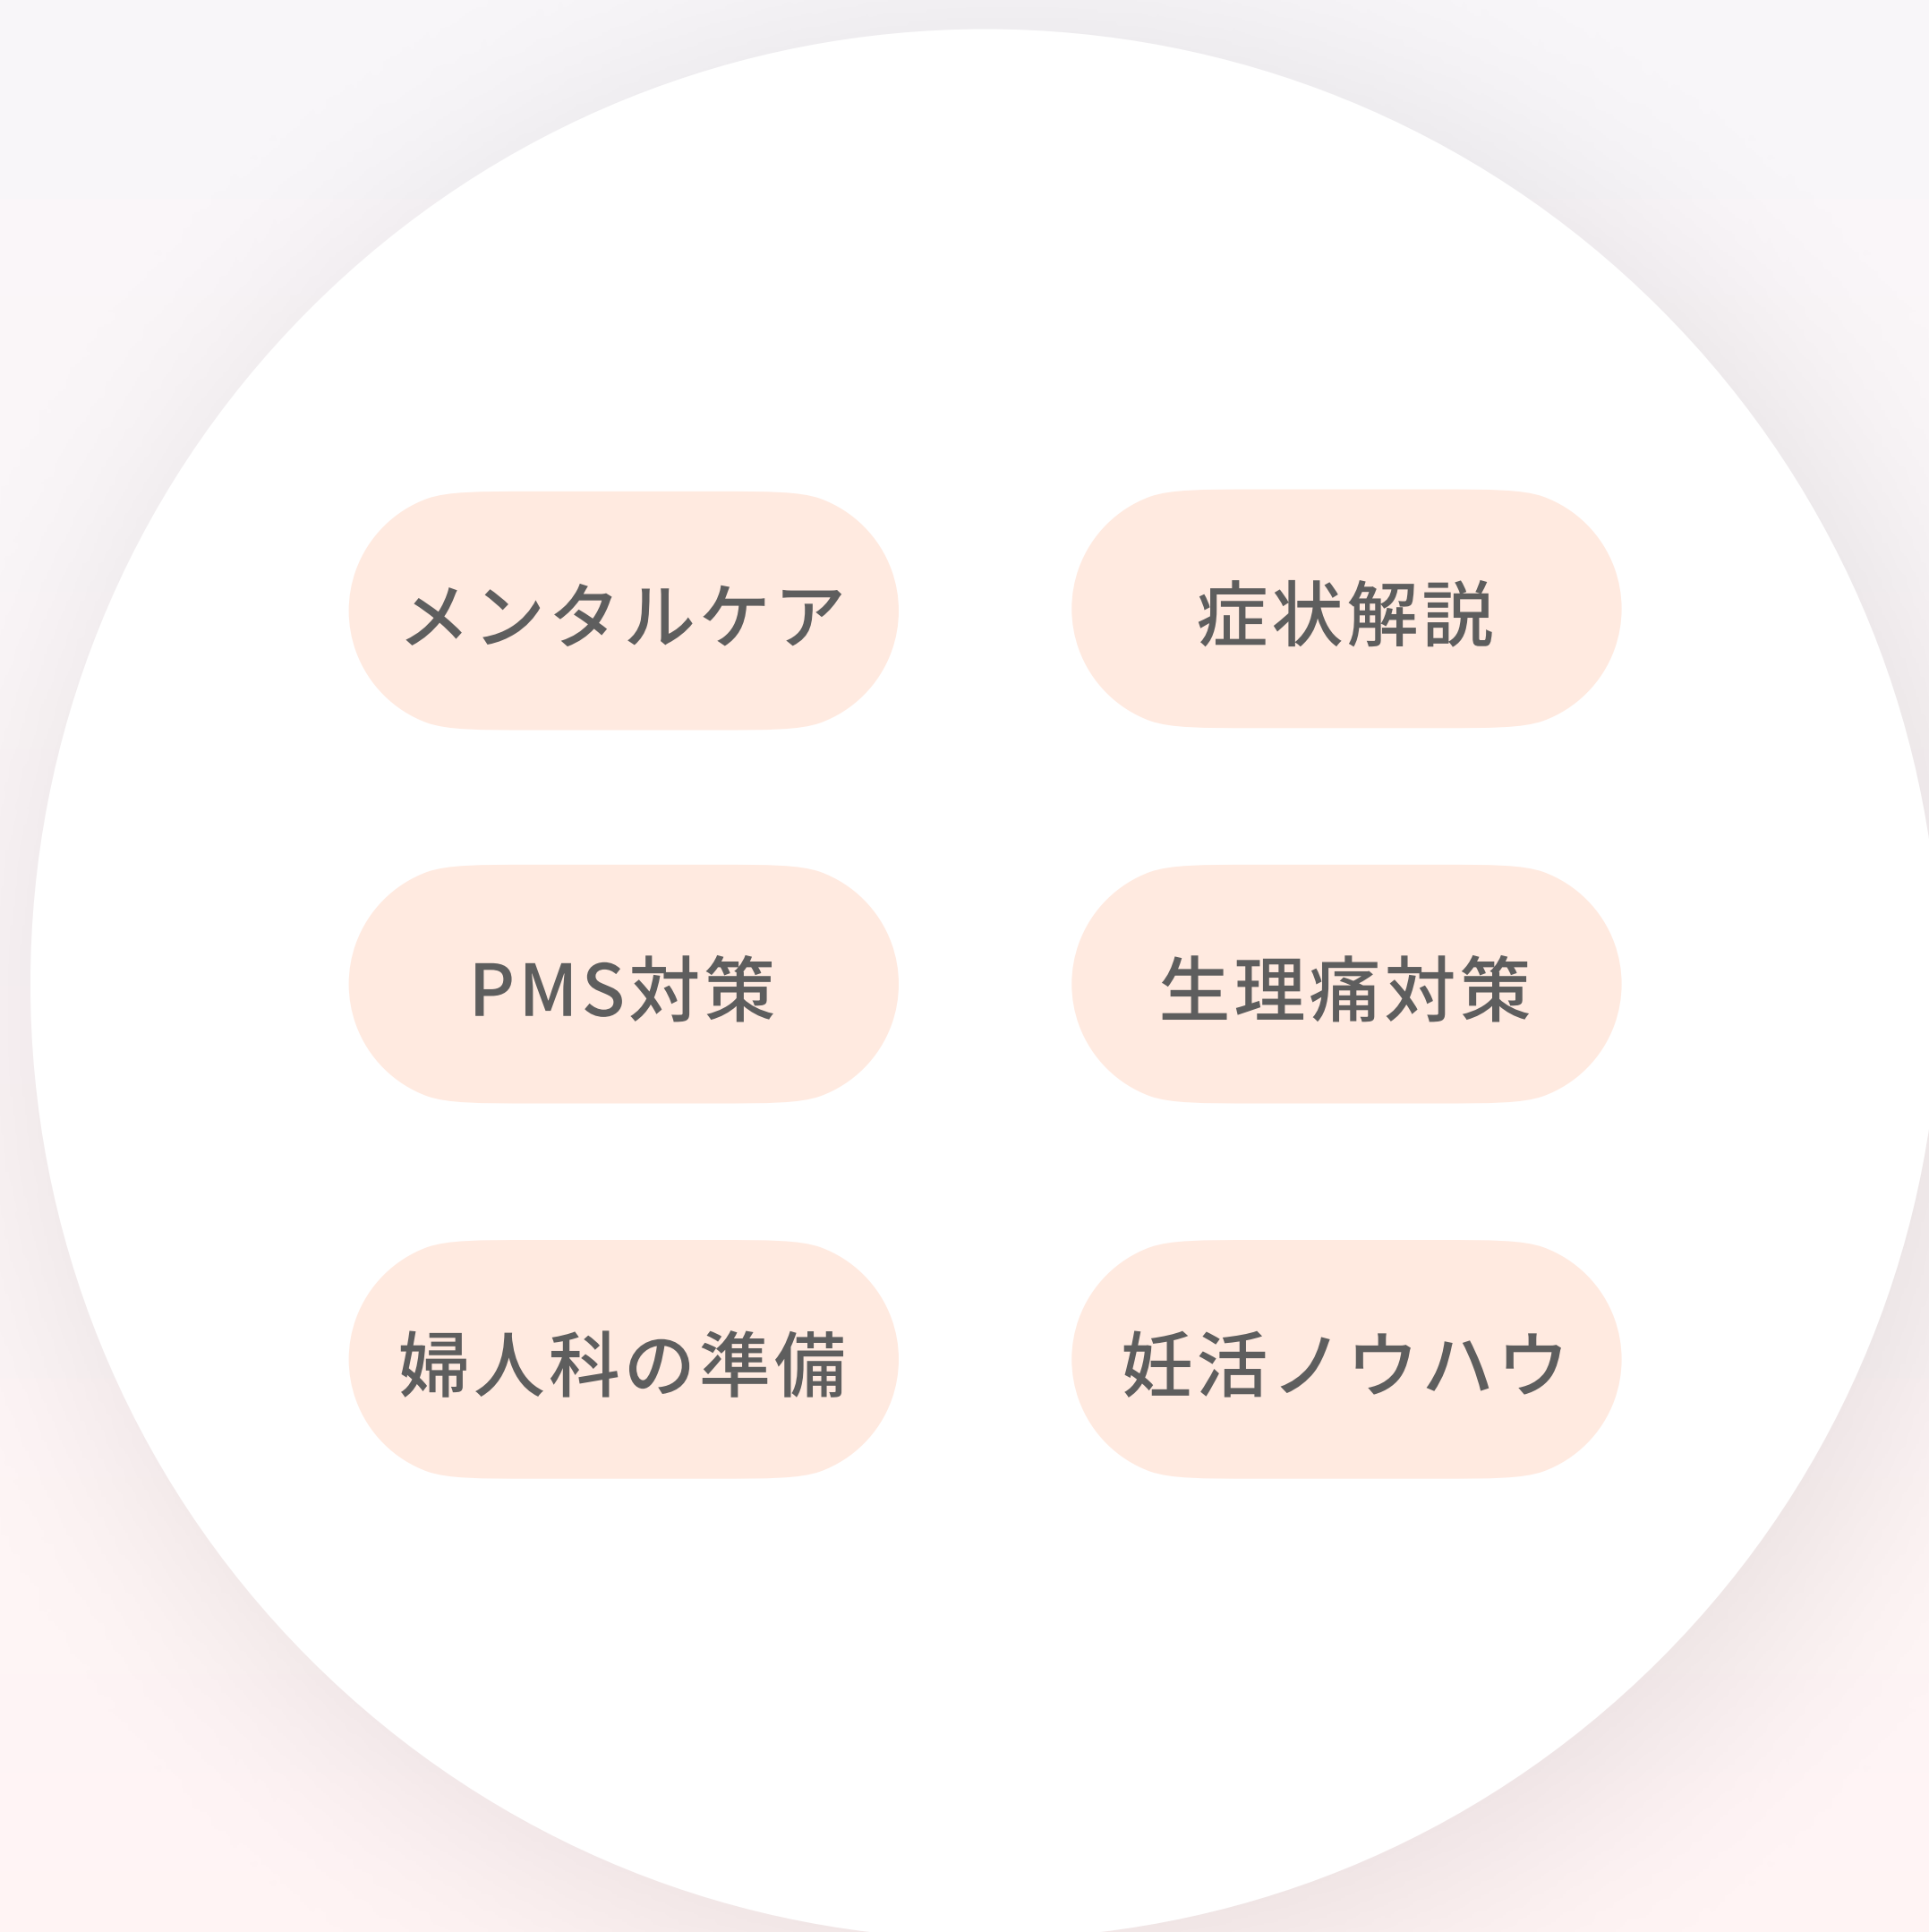 メンタルケア
症状解説
PMS対策
生理痛対策
婦人科の準備
妊活ノウハウ